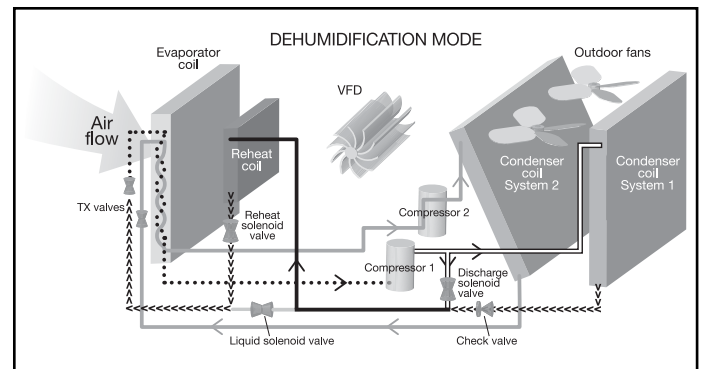 DEHUMIDIFICATION MODE
Evaporator
coil
Outdoor fans
VFD
Air
flow
Reheat
coil
Condenser
coil
System 2
Condenser
coil
System 1
TX valves
Reheat
solenoid
valve
Compressor 2
Compressor 1
Discharge
solenoid
valve
Liquid solenoid valve
Check valve